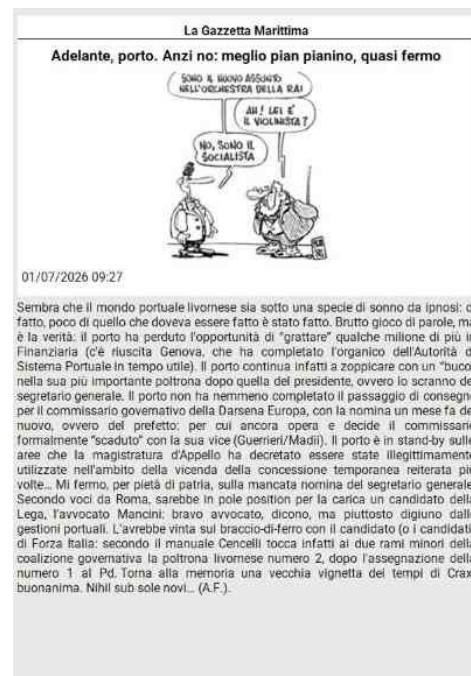 La Gazzetta Marittima
Adelante, porto. Anzi no: meglio pian pianino, quasi fermo
SONO IL NUOVO ASSUNTO
NELL'ORCHESTRA DELLA RAI
AH! LEI E'
IL VIOLINISTA?
NO, SONO IL
SOCIALISTA
01/07/2026 09:27
Sembra che il mondo portuale livornese sia sotto una specie di sonno da ipnosi: d
fatto, poco di quello che doveva essere fatto è stato fatto. Brutto gioco di parole, ma
è la verità: il porto ha perduto l'opportunità di "grattare" qualche milione di più i
Finanziaria (c'è riuscita Genova, che ha completato l'organico dell'Autorità d
Sistema Portuale in tempo utile). Il porto continua infatti a zoppicare con un "buco
nella sua più importante poltrona dopo quella del presidente, ovvero lo scranno de
segretario generale. Il porto non ha nemmeno completato il passaggio di consegn
per il commissario governativo della Darsena Europa, con la nomina un mese fa de
nuovo, ovvero del prefetto: per cui ancora opera e decide il commissario
formalmente "scaduto" con la sua vice (Guerrieri/Madii). Il porto è in stand-by sulle
aree che la magistratura d'Appello ha decretato essere state illegittimamente
utilizzate nell'ambito della vicenda della concessione temporanea reiterata più
volte... Mi fermo, per pietà di patria, sulla mancata nomina del segretario generale
Secondo voci da Roma, sarebbe in pole position per la carica un candidato della
Lega, l'avvocato Mancini: bravo avvocato, dicono, ma piuttosto digiuno dalle
gestioni portuali. L'avrebbe vinta sul braccio-di-ferro con il candidato (o i candidati
di Forza Italia: secondo il manuale Cencelli tocca infatti ai due rami minori della
coalizione governativa la poltrona livornese numero 2, dopo l'assegnazione della
numero 1 al Pd. Torna alla memoria una vecchia vignetta dei tempi di Crax
buonanima. Nihil sub sole novi... (A.F.).